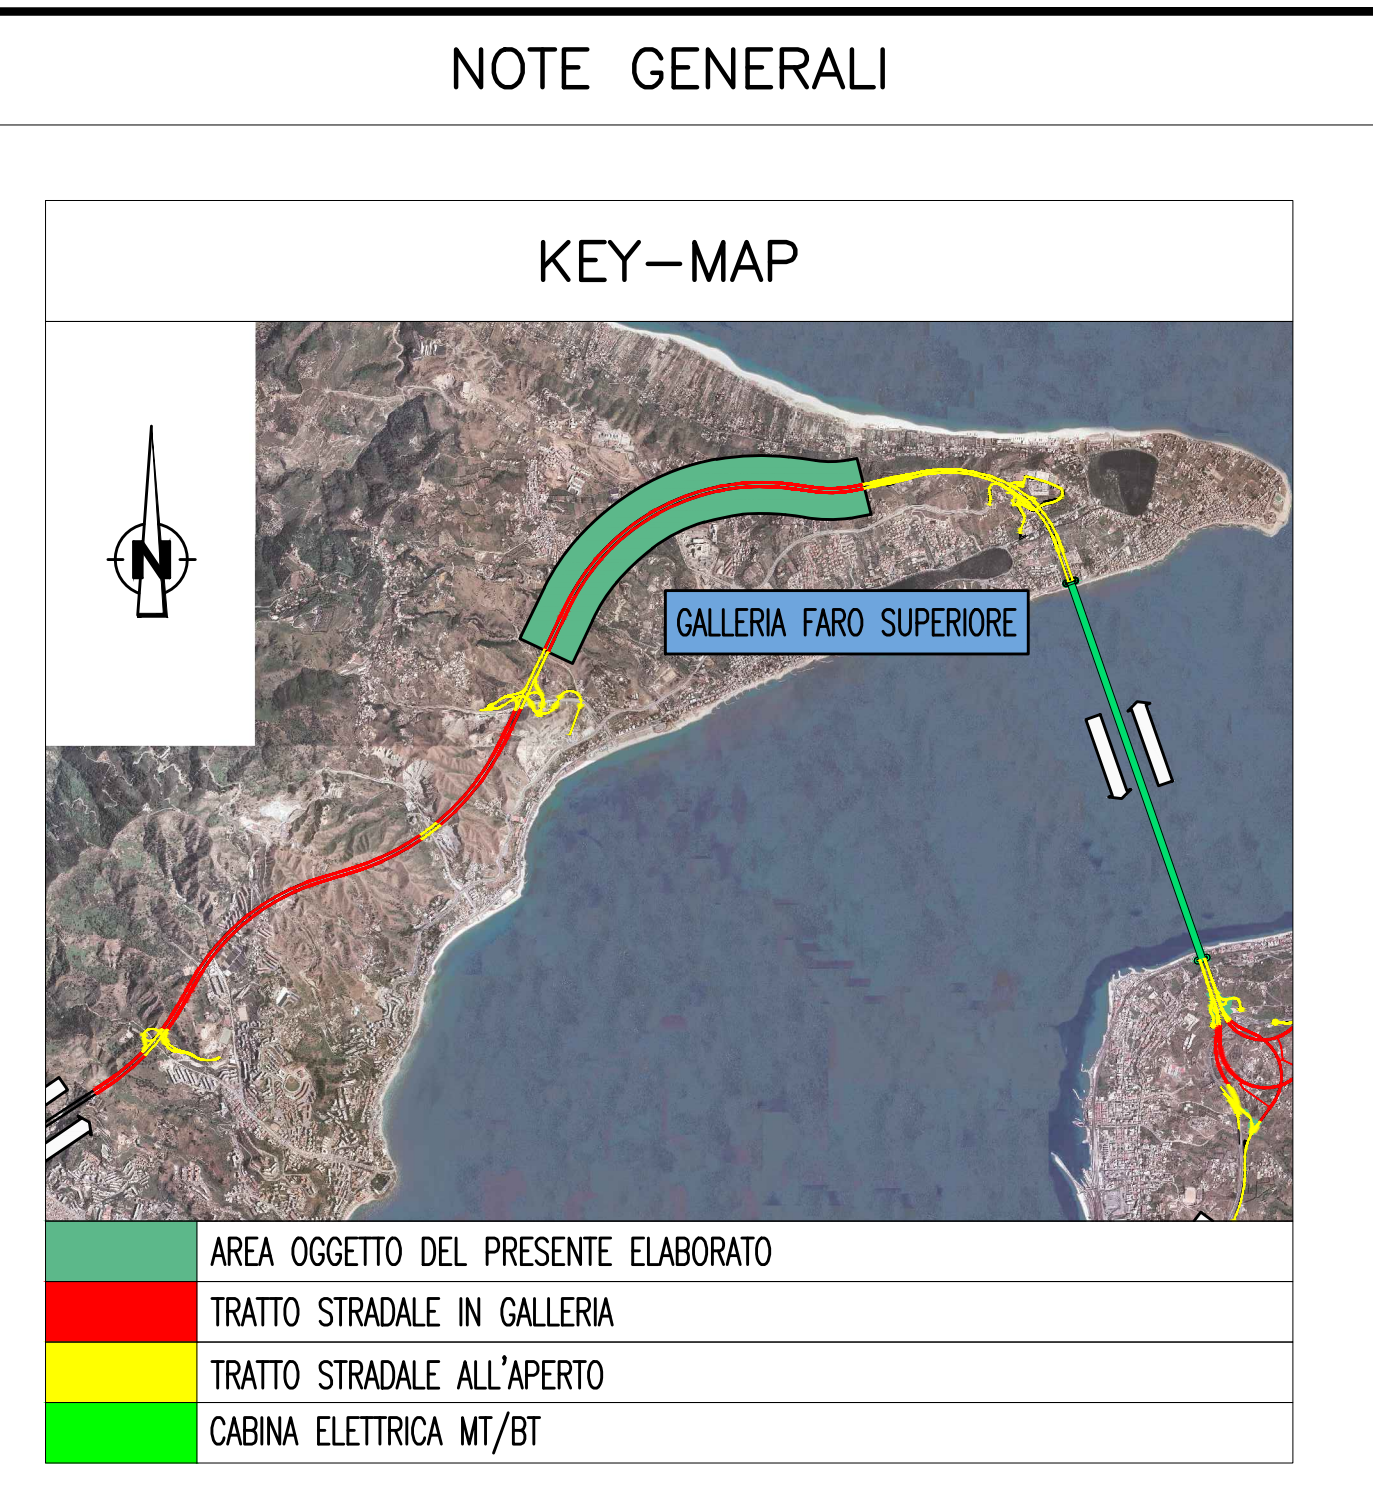 NOTE GENERALI
KEY-MAP
N
GALLERIA FARO SUPERIORE
AREA OGGETTO DEL PRESENTE ELABORATO
TRATTO STRADALE IN GALLERIA
TRATTO STRADALE ALL'APERTO
CABINA ELETTRICA MT/BT